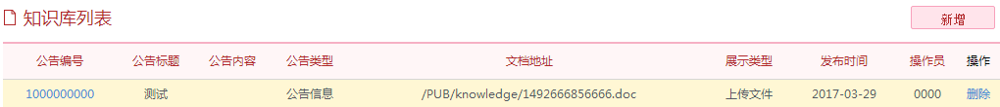 知识库列表
新增
公告编号 公告标题 公告内容 公告类型 文档地址 展示类型 发布时间 操作员 操作
1000000000 测试 公告信息 /PUB/knowledge/1492666856666.doc 上传文件 2017-03-29 0000 删除